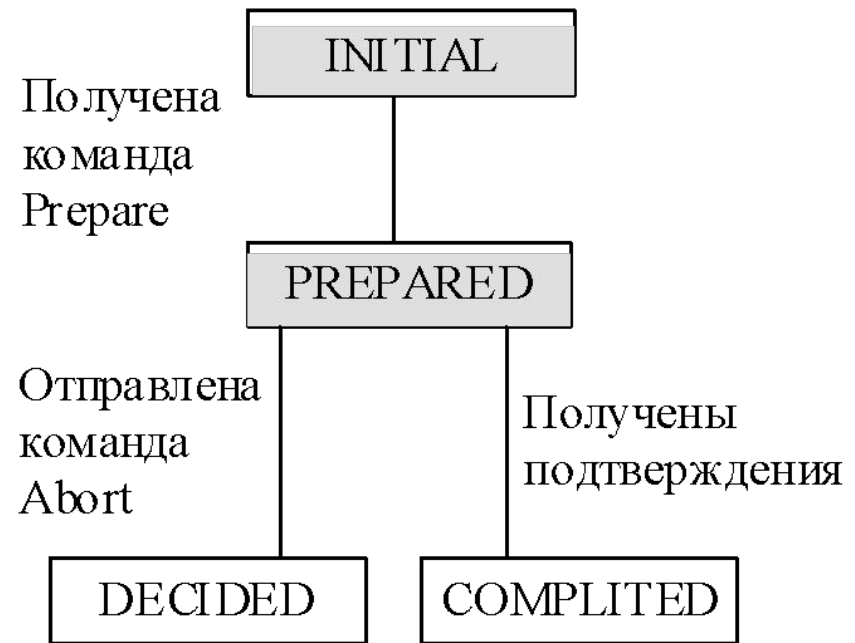 INITIAL
Получена
команда
Prepare
PREPARED
Отправлена
команда
Abort
Получены
подтверждения
DECIDED
COMPLITED